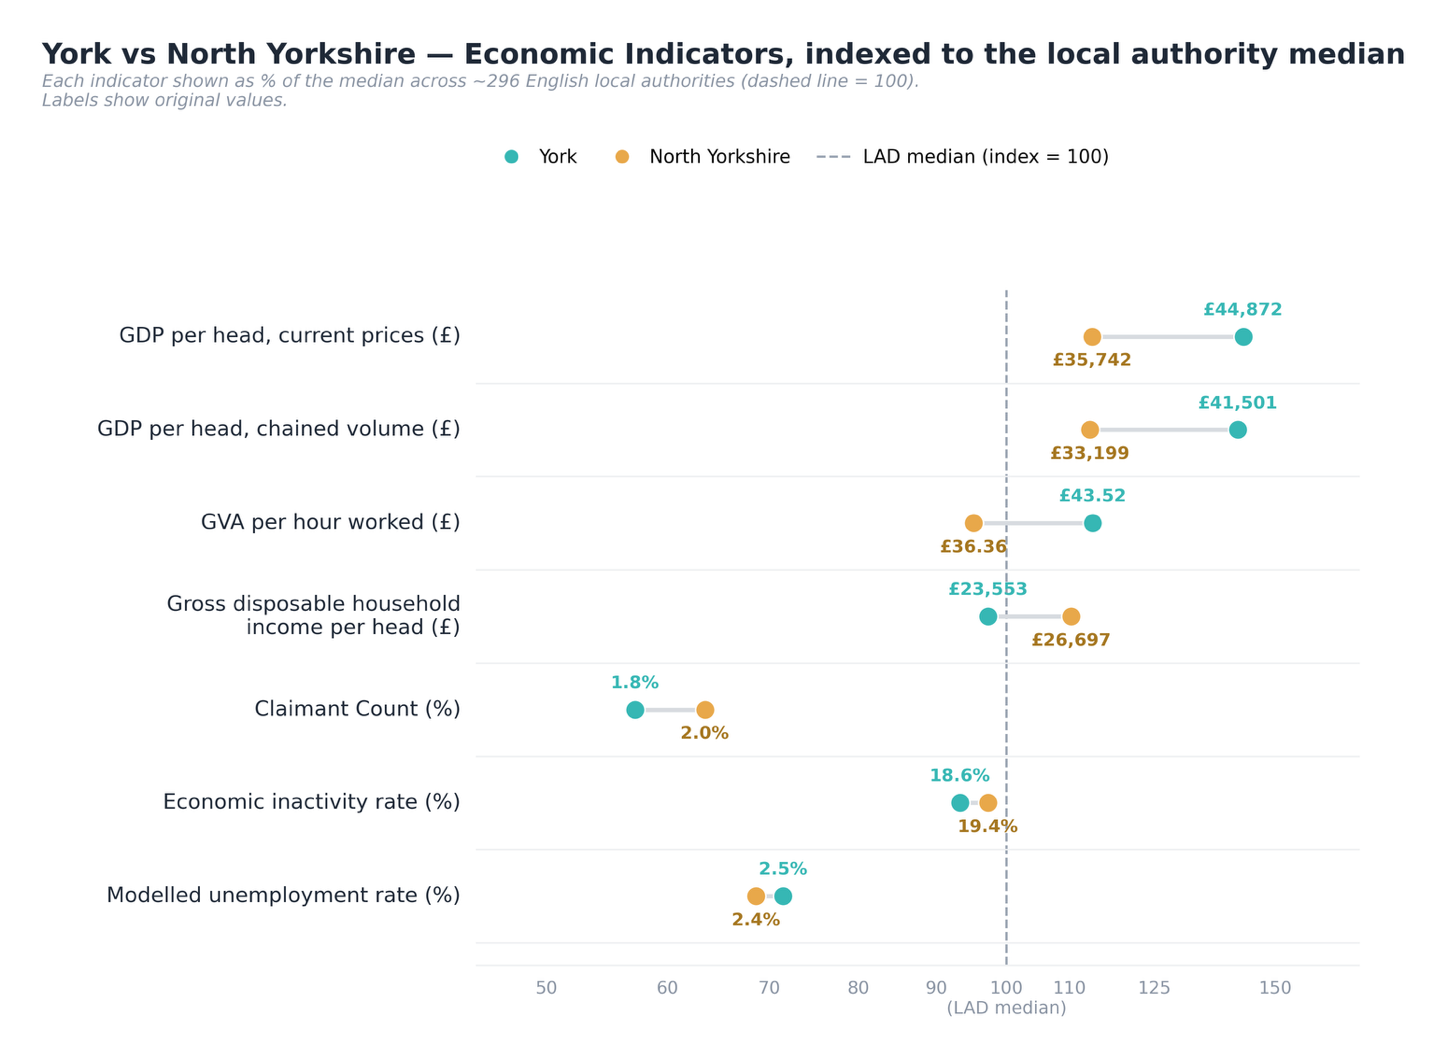 York vs North Yorkshire — Economic Indicators, indexed to the local authority median
Each indicator shown as % of the median across ~296 English local authorities (dashed line = 100).
Labels show original values.
York
North Yorkshire
LAD median (index = 100)
£44,872
GDP per head, current prices (£)
£35,742
£41,501
GDP per head, chained volume (£)
£33,199
£43.52
GVA per hour worked (£)
£36.36
£23,553
Gross disposable household
income per head (£)
£26,697
1.8%
Claimant Count (%)
2.0%
18.6%
Economic inactivity rate (%)
19.4%
2.5%
Modelled unemployment rate (%)
2.4%
50 60 70 80 90 100 110 125 150
(LAD median)